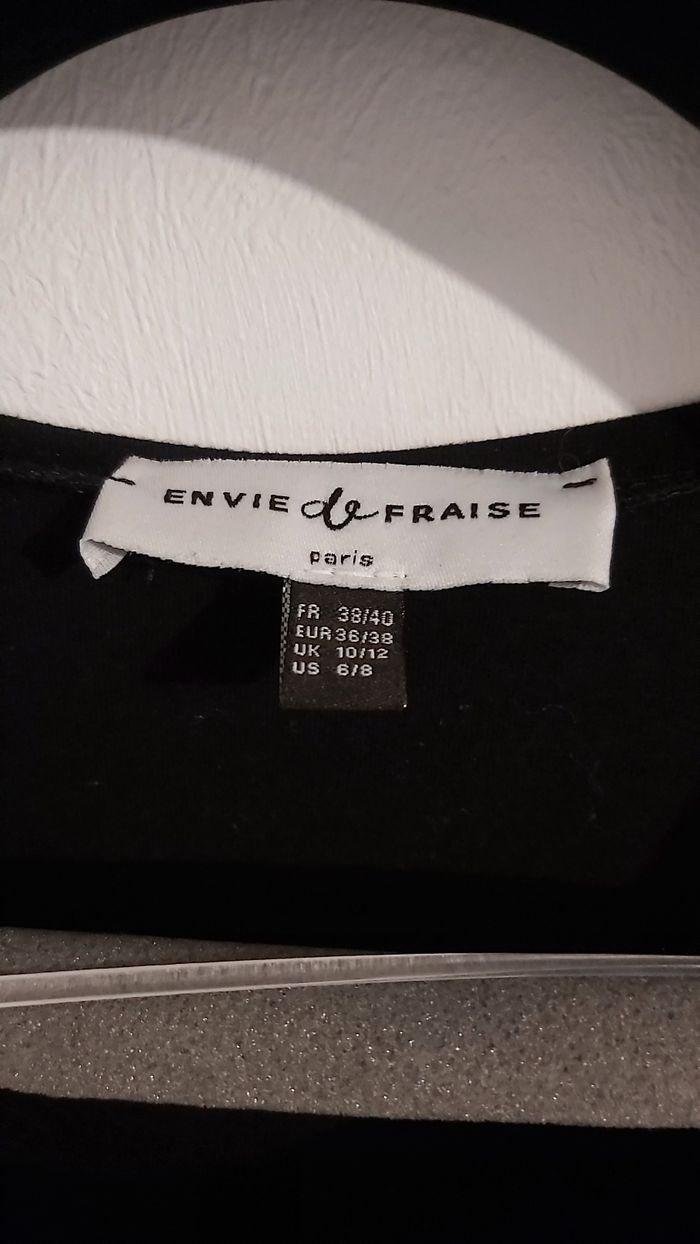 ENVIE de FRAISE
paris
FR 38/40
EUR 36/38
UK 10/12
US 6/8